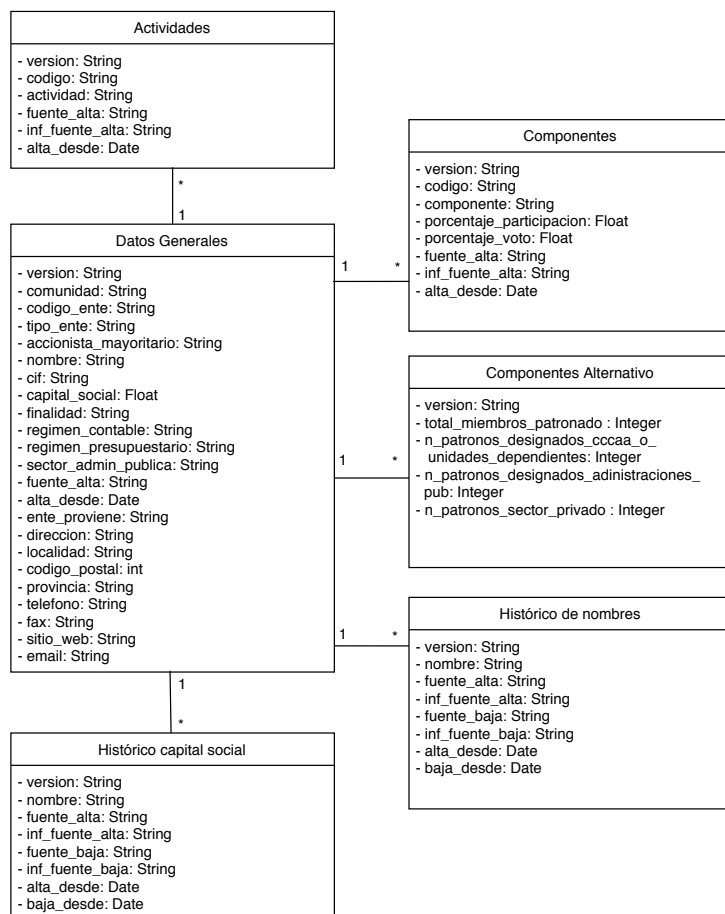 Actividades
- version: String
- codigo: String
- actividad: String
- fuente_alta: String
- inf_fuente_alta: String
- alta_desde: Date
*
1
Datos Generales
- version: String
- comunidad: String
- codigo_ente: String
- tipo_ente: String
- accionista_mayoritario: String
- nombre: String
- cif: String
- capital_social: Float
- finalidad: String
- regimen_contable: String
- regimen_presupuestario: String
- sector_admin_publica: String
- fuente_alta: String
- alta_desde: Date
- ente_proviene: String
- direccion: String
- localidad: String
- codigo_postal: int
- provincia: String
- telefono: String
- fax: String
- sitio_web: String
- email: String
1
*
Componentes
- version: String
- codigo: String
- componente: String
- porcentaje_participacion: Float
- porcentaje_voto: Float
- fuente_alta: String
- inf_fuente_alta: String
- alta_desde: Date
1
*
Componentes Alternativo
- version: String
- total_miembros_patronado : Integer
- n_patronos_designados_cccaa_o_
unidades_dependientes: Integer
- n_patronos_designados_adinistraciones_
pub: Integer
- n_patronos_sector_privado : Integer
1
*
Histórico de nombres
- version: String
- nombre: String
- fuente_alta: String
- inf_fuente_alta: String
- fuente_baja: String
- inf_fuente_baja: String
- alta_desde: Date
- baja_desde: Date
1
*
Histórico capital social
- version: String
- nombre: String
- fuente_alta: String
- inf_fuente_alta: String
- fuente_baja: String
- inf_fuente_baja: String
- alta_desde: Date
- baja_desde: Date